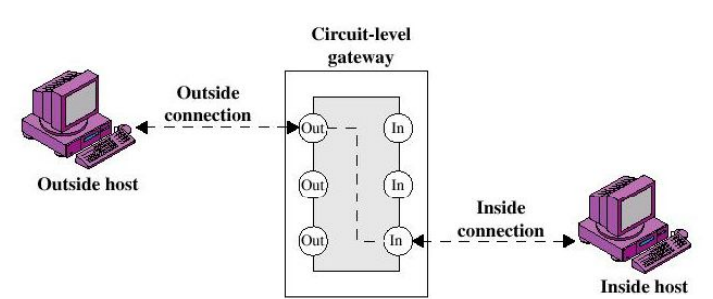 Circuit-level
gateway
Outside
connection
Out
In
Outside host
Out
In
Inside
connection
Out
In
Inside host